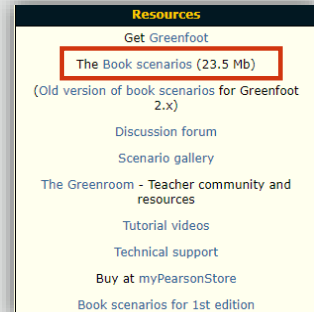 Resources
Get Greenfoot
The Book scenarios (23.5 Mb)
(Old version of book scenarios for Greenfoot
2.x)
Discussion forum
Scenario gallery
The Greenroom - Teacher community and
resources
Tutorial videos
Technical support
Buy at myPearsonStore
Book scenarios for 1st edition